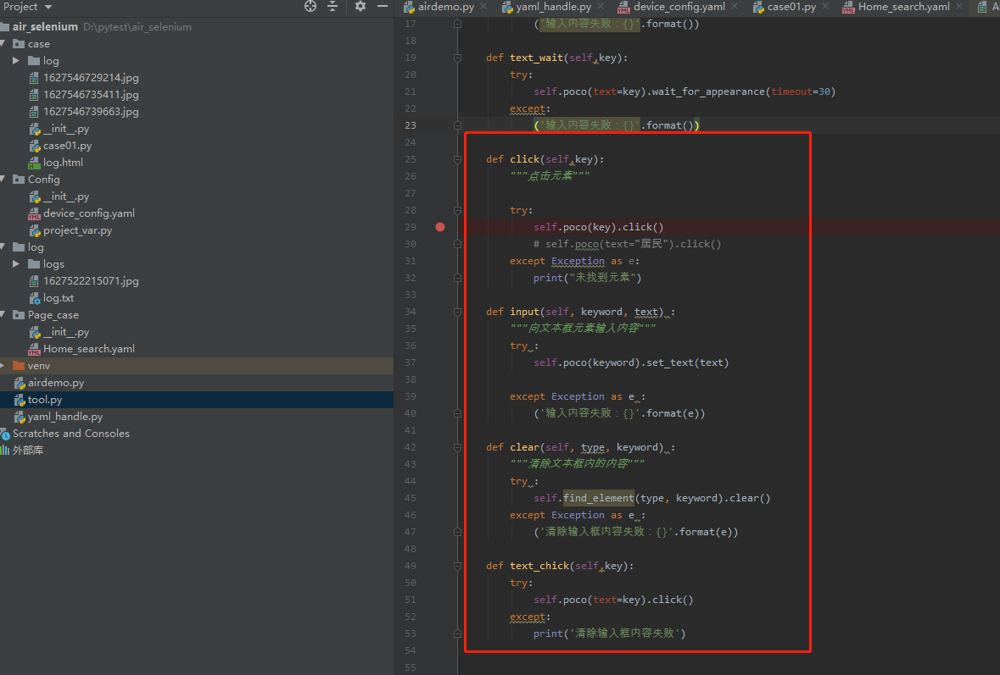 Project
air_selenium D:\pytest\air_selenium
case
log
1627546729214.jpg
1627546735411.jpg
1627546739663.jpg
__init__.py
case01.py
log.html
Config
__init__.py
device_config.yaml
project_var.py
log
logs
1627522215071.jpg
log.txt
Page_case
__init__.py
Home_search.yaml
venv
airdemo.py
tool.py
yaml_handle.py
Scratches and Consoles
外部库
airdemo.py yaml_handle.py device_config.yaml case01.py Home_search.yaml A
17 ('输入内容失败：{}'.format())
18
19 def text_wait(self,key):
20 try:
21 self.poco(text=key).wait_for_appearance(timeout=30)
22 except:
23 ('输入内容失败：{}'.format())
24
25 def click(self,key):
26 """点击元素"""
27
28 try:
29 self.poco(key).click()
30 # self.poco(text="居民").click()
31 except Exception as e:
32 print("未找到元素")
33
34 def input(self, keyword, text) :
35 """向文本框元素输入内容"""
36 try :
37 self.poco(keyword).set_text(text)
38
39 except Exception as e :
40 ('输入内容失败：{}'.format(e))
41
42 def clear(self, type, keyword) :
43 """清除文本框内的内容"""
44 try :
45 self.find_element(type, keyword).clear()
46 except Exception as e :
47 ('清除输入框内容失败：{}'.format(e))
48
49 def text_chick(self,key):
50 try:
51 self.poco(text=key).click()
52 except:
53 print('清除输入框内容失败')
54
55